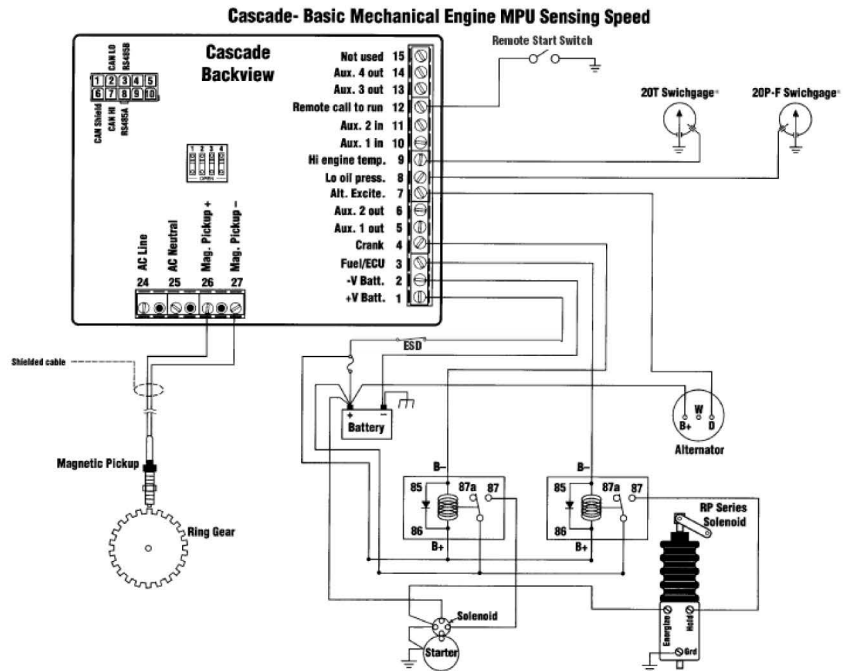 Cascade- Basic Mechanical Engine MPU Sensing Speed
Cascade
Backview
CAN LO
RS485B
1 2 3 4 5
6 7 8 9 10
CAN Shield
CAN HI
RS485A
1 2 3 4
OPEN
Not used 15
Aux. 4 out 14
Aux. 3 out 13
Remote call to run 12
Aux. 2 in 11
Aux. 1 in 10
Hi engine temp. 9
Lo oil press. 8
Alt. Excite. 7
Aux. 2 out 6
Aux. 1 out 5
Crank 4
Fuel/ECU 3
-V Batt. 2
+V Batt. 1
AC Line
AC Neutral
Mag. Pickup +
Mag. Pickup –
24 25 26 27
Remote Start Switch
20T Swichgage®
20P-F Swichgage®
Shielded cable
Magnetic Pickup
Ring Gear
ESD
+ –
Battery
W
B+ D
Alternator
B–
85 87a 87
86
B+
B–
85 87a 87
86
B+
RP Series
Solenoid
Energize
Hold
Grd
Solenoid
Starter